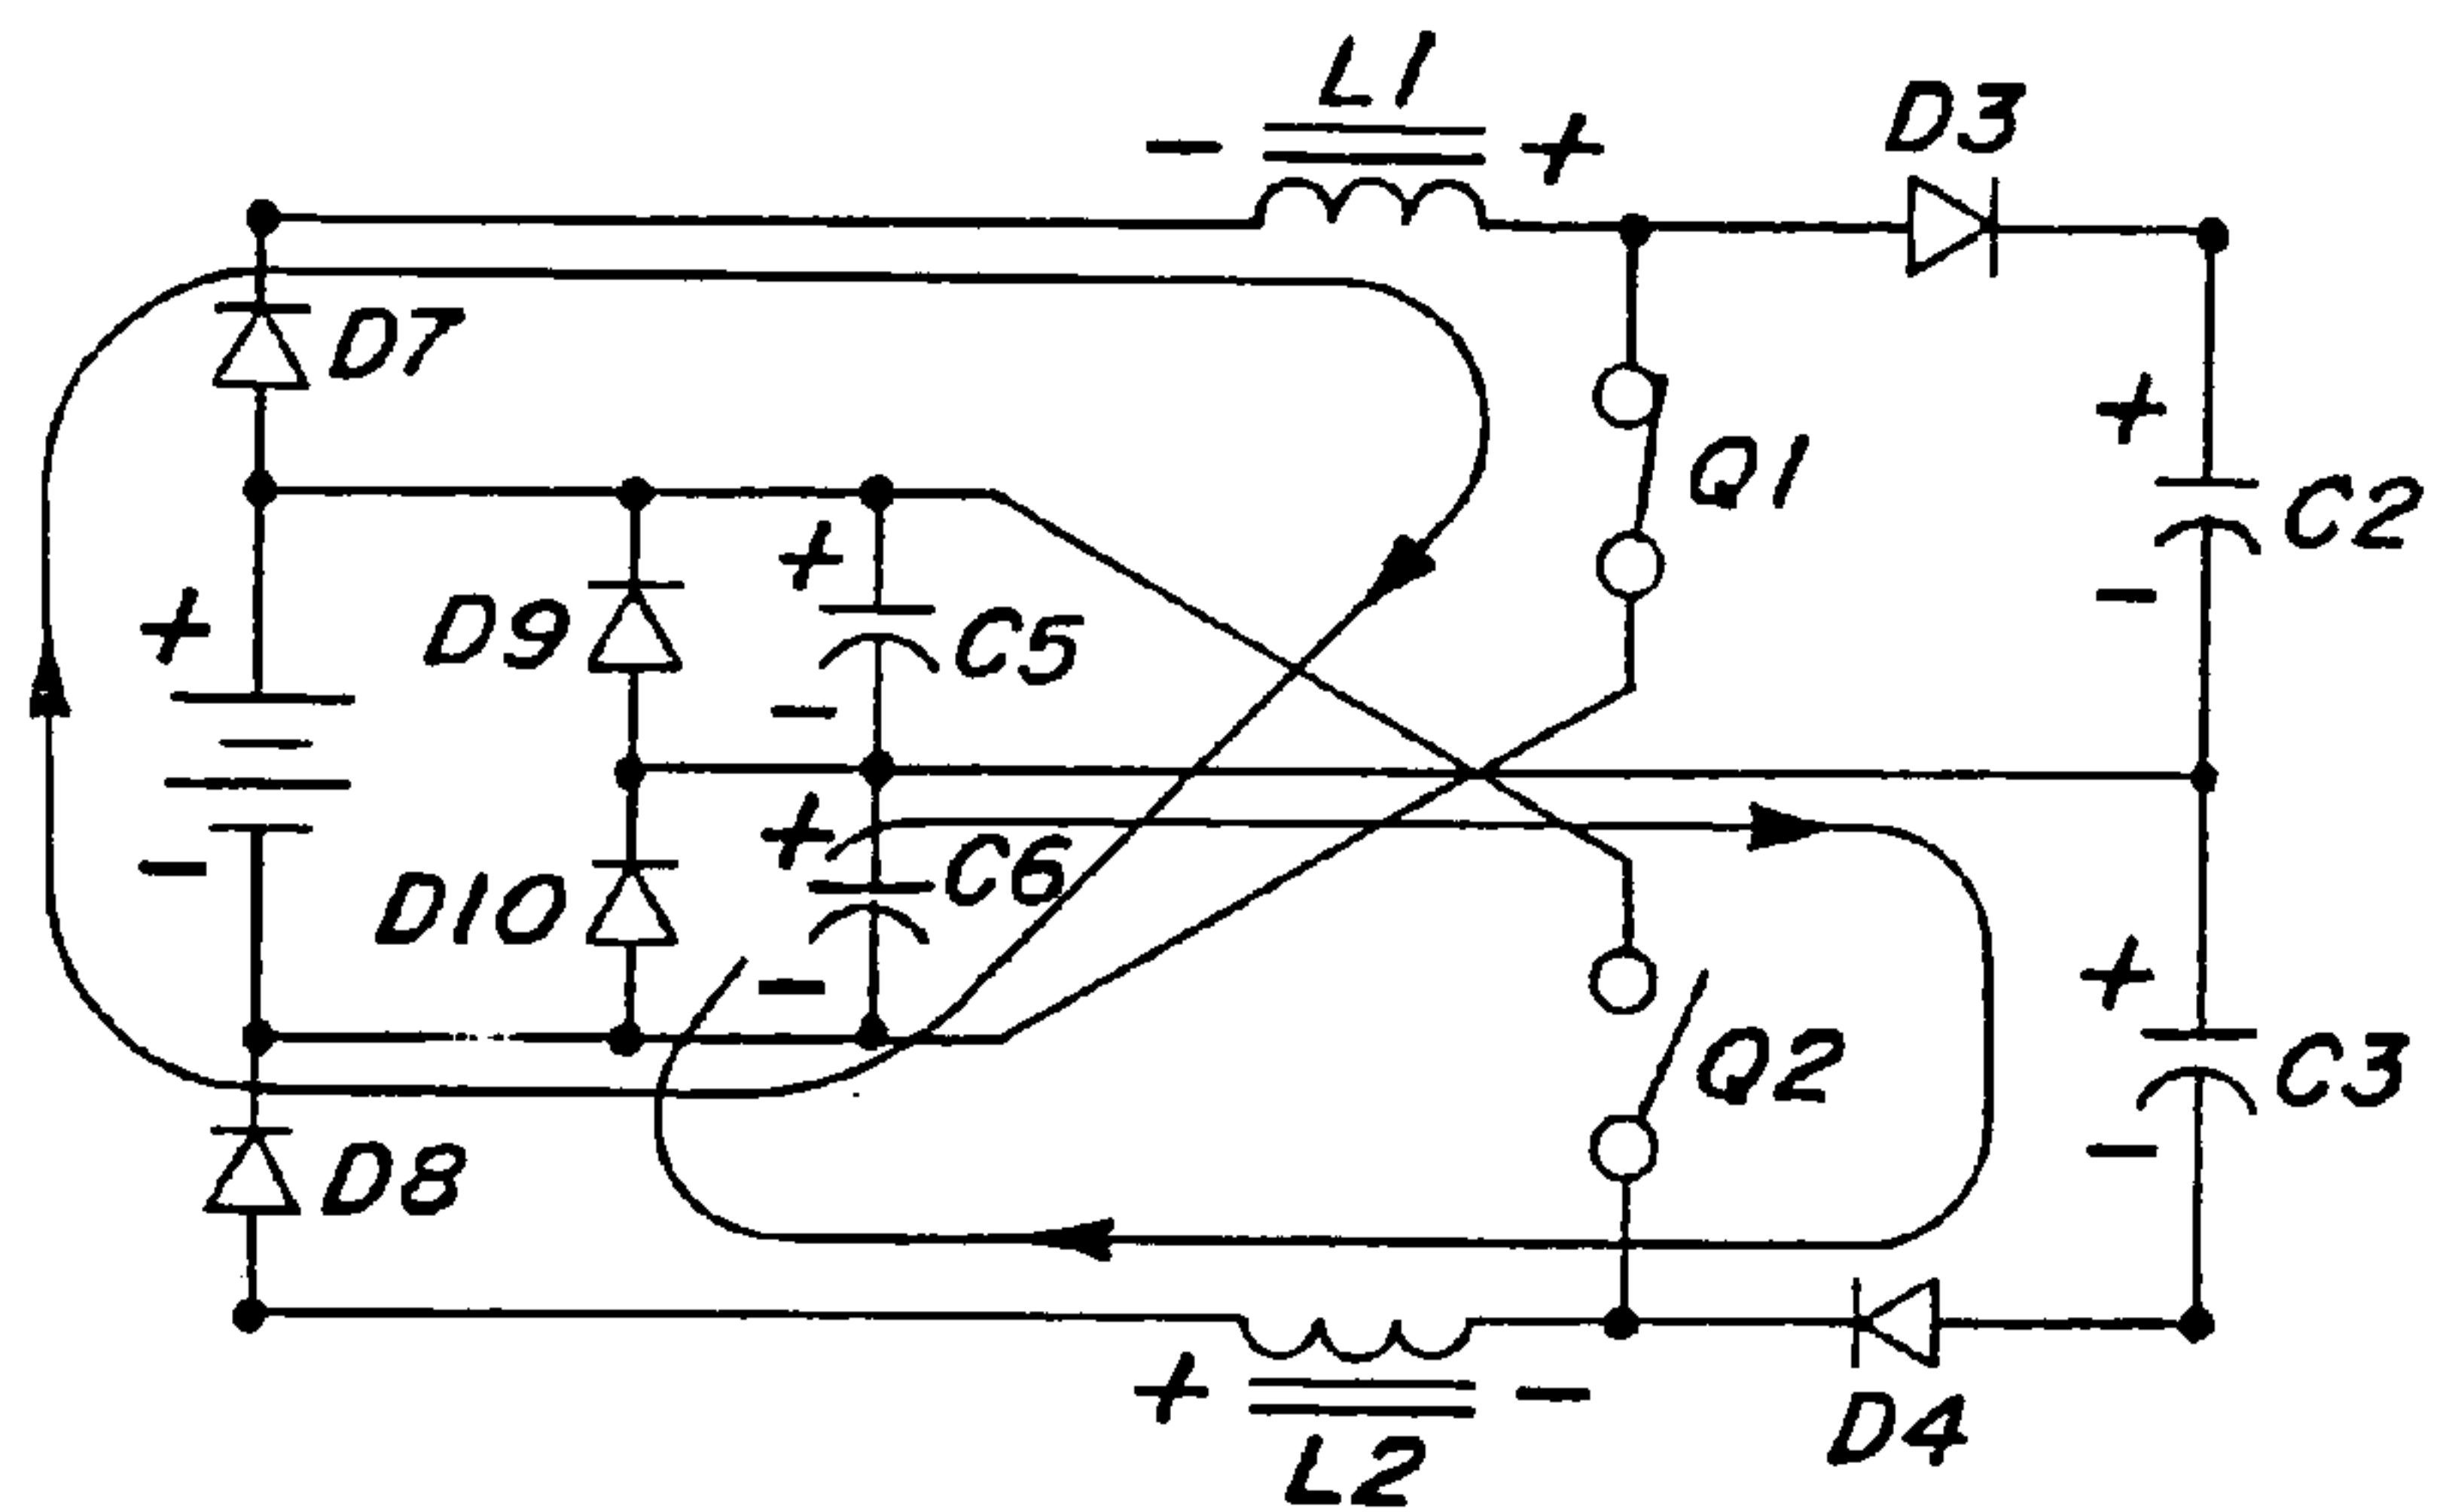 L1
- +
D3
D7
+
Q1
C2
+
+
D9
C5
-
-
+
C6
-
D10
-
+
Q2
C3
-
D8
+ -
D4
L2